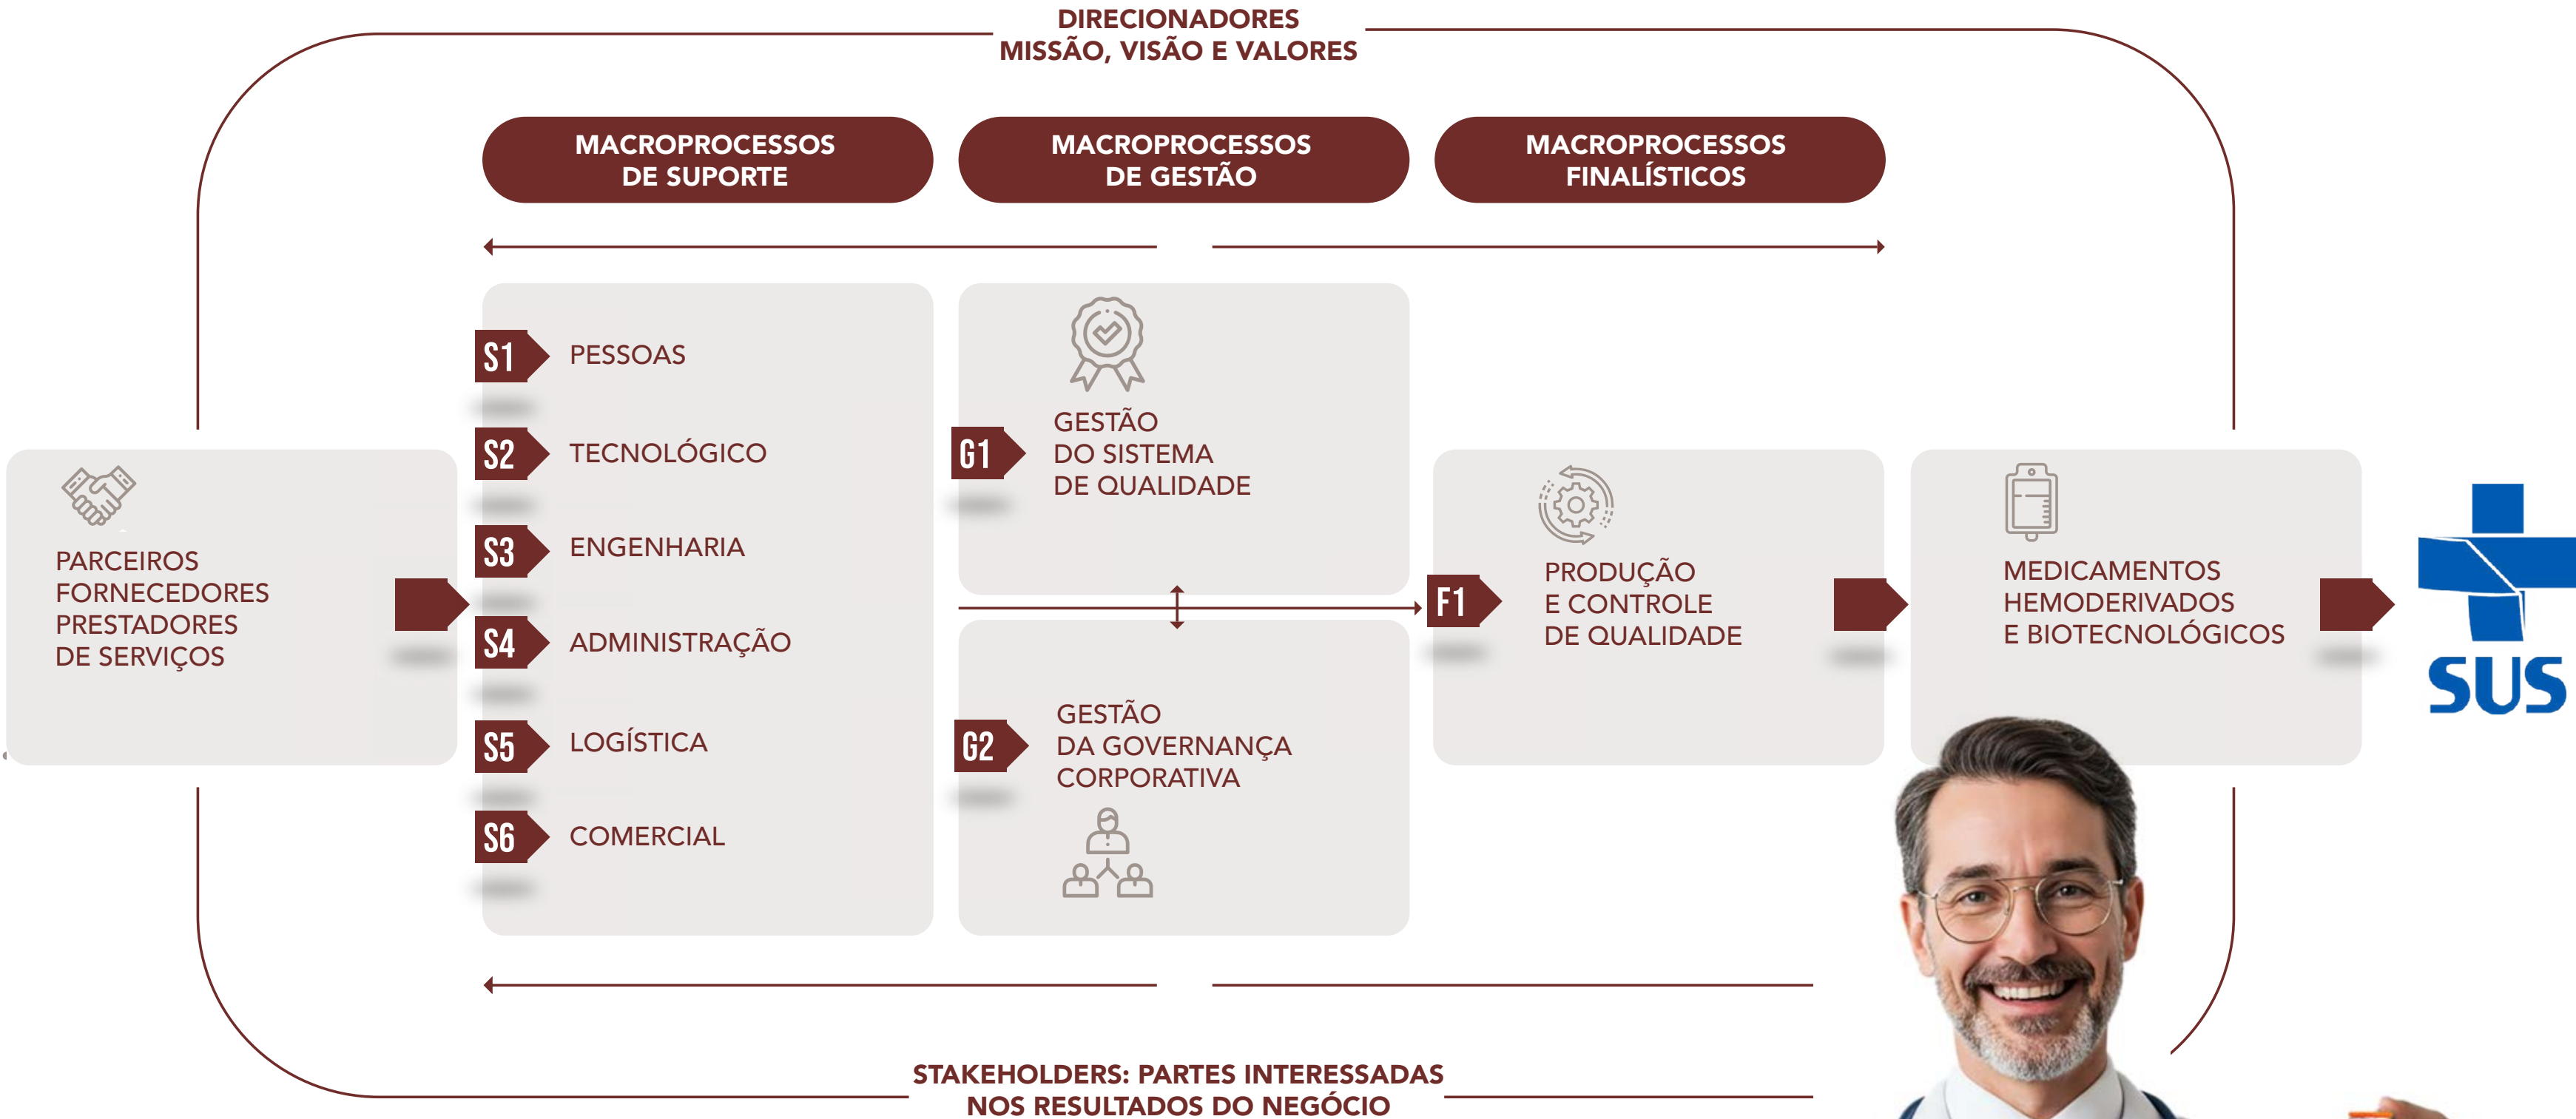 DIRECIONADORES
MISSÃO, VISÃO E VALORES
MACROPROCESSOS
DE SUPORTE
MACROPROCESSOS
DE GESTÃO
MACROPROCESSOS
FINALÍSTICOS
PARCEIROS
FORNECEDORES
PRESTADORES
DE SERVIÇOS
S1 PESSOAS
S2 TECNOLÓGICO
S3 ENGENHARIA
S4 ADMINISTRAÇÃO
S5 LOGÍSTICA
S6 COMERCIAL
G1
GESTÃO
DO SISTEMA
DE QUALIDADE
G2
GESTÃO
DA GOVERNANÇA
CORPORATIVA
F1
PRODUÇÃO
E CONTROLE
DE QUALIDADE
MEDICAMENTOS
HEMODERIVADOS
E BIOTECNOLÓGICOS
SUS
STAKEHOLDERS: PARTES INTERESSADAS
NOS RESULTADOS DO NEGÓCIO